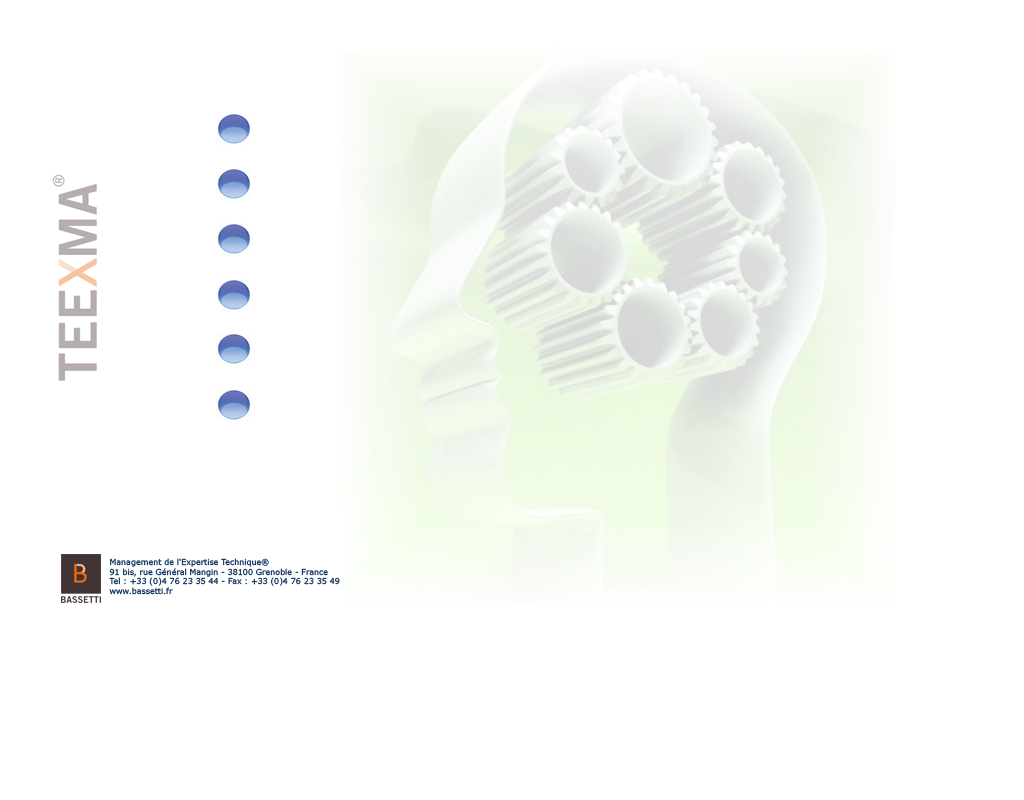 TEEXMA®
B
BASSETTI
Management de l'Expertise Technique®
91 bis, rue Général Mangin - 38100 Grenoble - France
Tel : +33 (0)4 76 23 35 44 - Fax : +33 (0)4 76 23 35 49
www.bassetti.fr